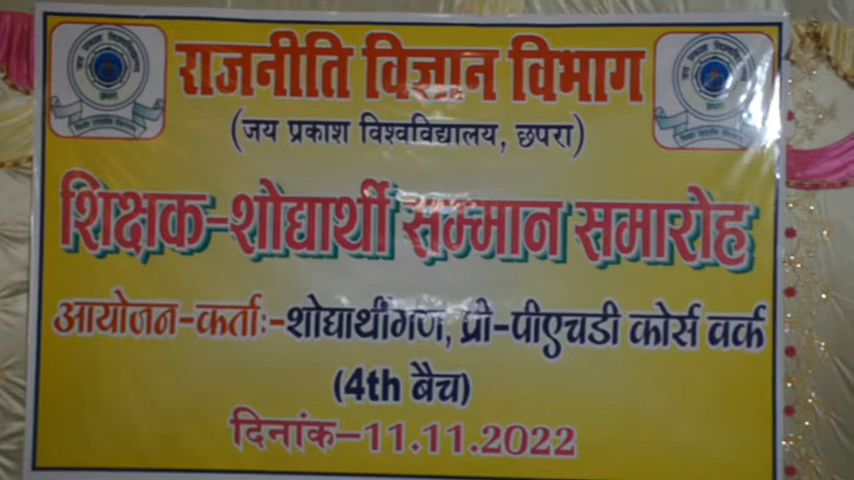 राजनीति विज्ञान विभाग
(जय प्रकाश विश्वविद्यालय, छपरा)
शिक्षक-शोद्यार्थी सम्मान समारोह
आयोजन-कर्ताः-शोद्यार्थीगण, प्री-पीएचडी कोर्स वर्क
(4th बैच)
दिनांक-11.11.2022